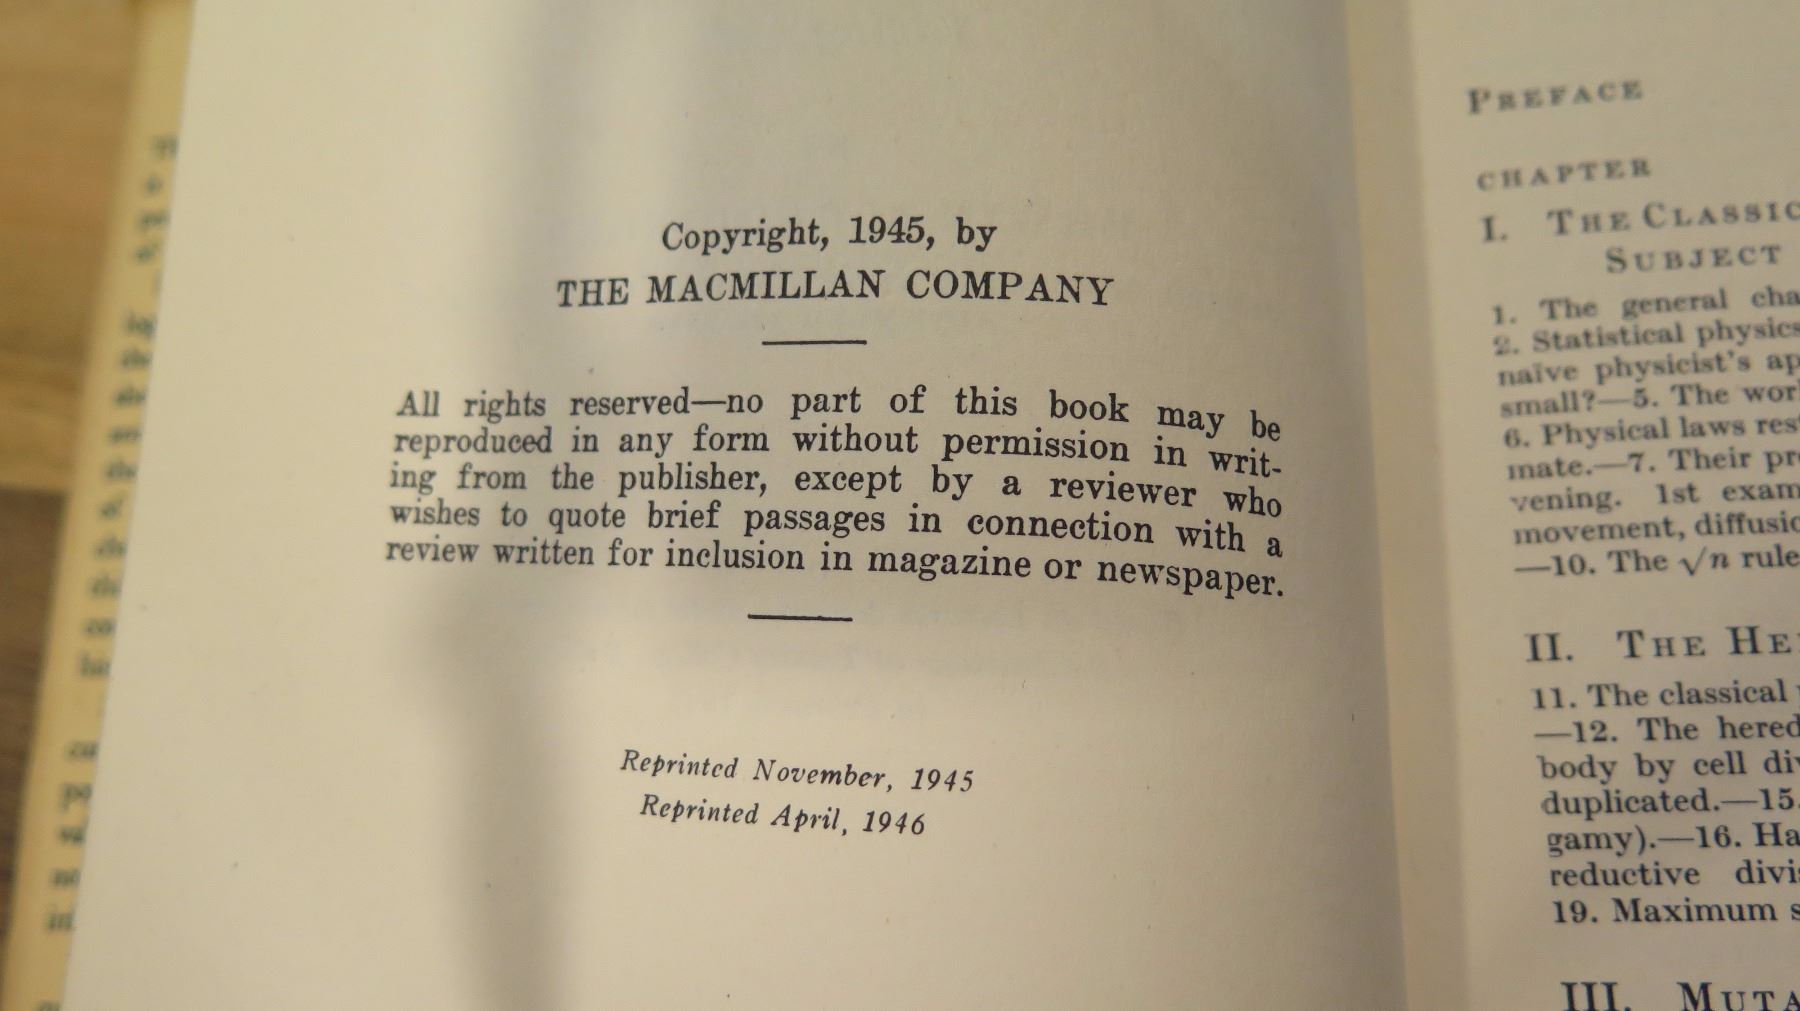 Copyright, 1945, by
THE MACMILLAN COMPANY
All rights reserved—no part of this book may be
reproduced in any form without permission in writ-
ing from the publisher, except by a reviewer who
wishes to quote brief passages in connection with a
review written for inclusion in magazine or newspaper.
Reprinted November, 1945
Reprinted April, 1946
PREFACE
CHAPTER
I. THE CLASSIC
SUBJECT
1. The general cha
2. Statistical physics
naïve physicist's ap
small?—5. The worl
6. Physical laws res
mate.—7. Their pr
vening. 1st exam
movement, diffusio
—10. The √n rule
II. THE HE
11. The classical
—12. The hered
body by cell div
duplicated.—15.
gamy).—16. Ha
reductive divi
19. Maximum s
III. MUTA